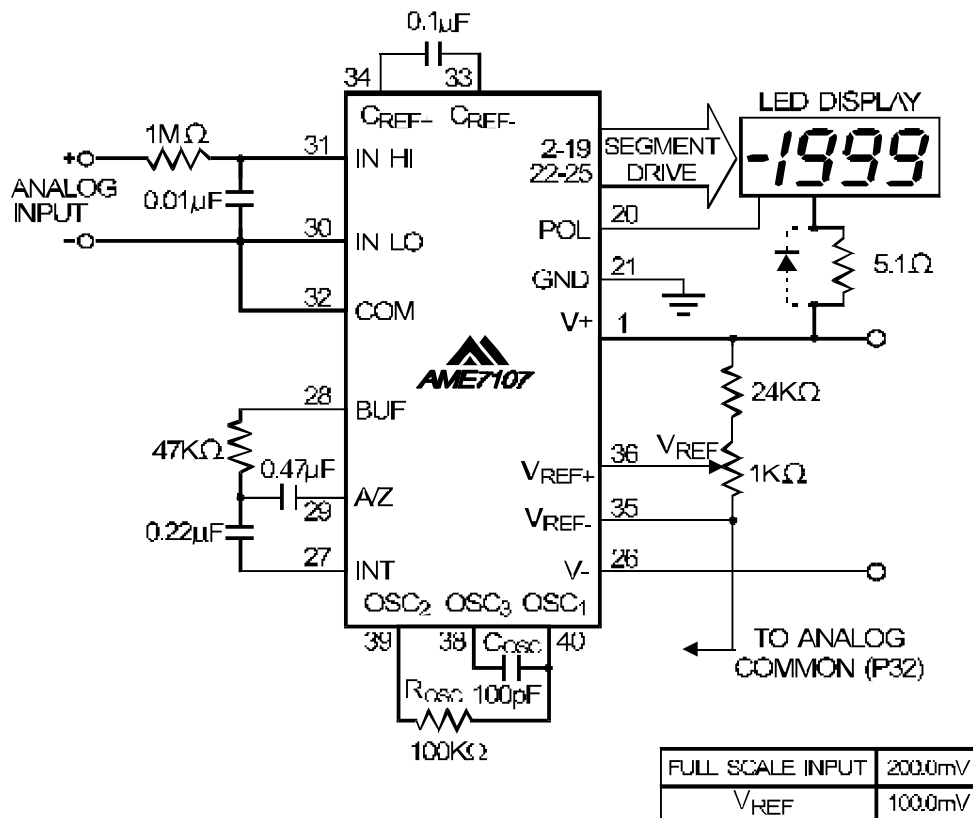 0.1µF
34
33
LED DISPLAY
CREF+
CREF-
1MΩ
31
IN HI
2-19
SEGMENT
-1999
+
22-25
DRIVE
ANALOG
INPUT
0.01µF
30
IN LO
POL
20
-
GND
21
5.1Ω
32
COM
V+
1
AME7107
28
BUF
24KΩ
47KΩ
0.47µF
VREF+
36
VREF
1KΩ
29
A/Z
VREF-
35
0.22µF
27
INT
V-
26
OSC2
OSC3
OSC1
39
38
COSC
40
TO ANALOG
COMMON (P32)
ROSC
100pF
100KΩ
FULL SCALE INPUT 200.0mV
VREF 100.0mV